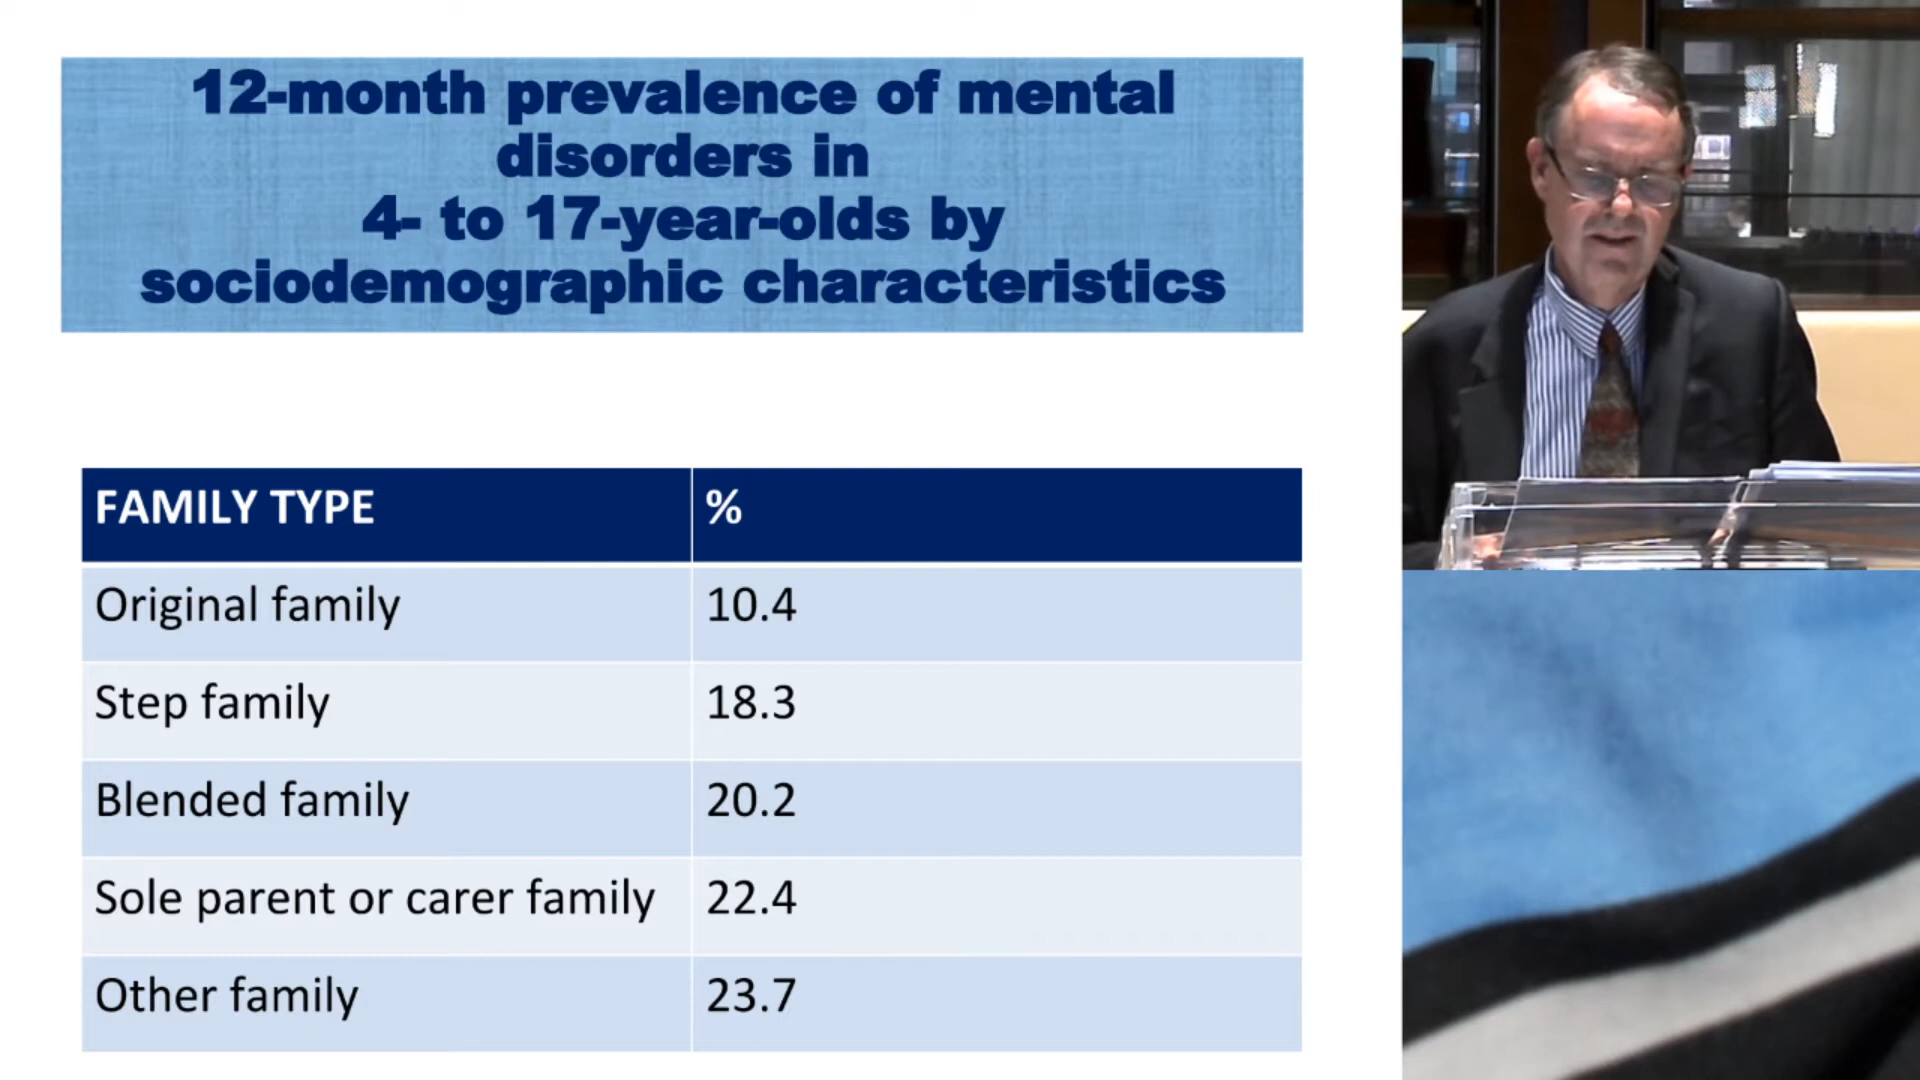 12-month prevalence of mental
disorders in
4- to 17-year-olds by
sociodemographic characteristics
FAMILY TYPE %
Original family 10.4
Step family 18.3
Blended family 20.2
Sole parent or carer family 22.4
Other family 23.7